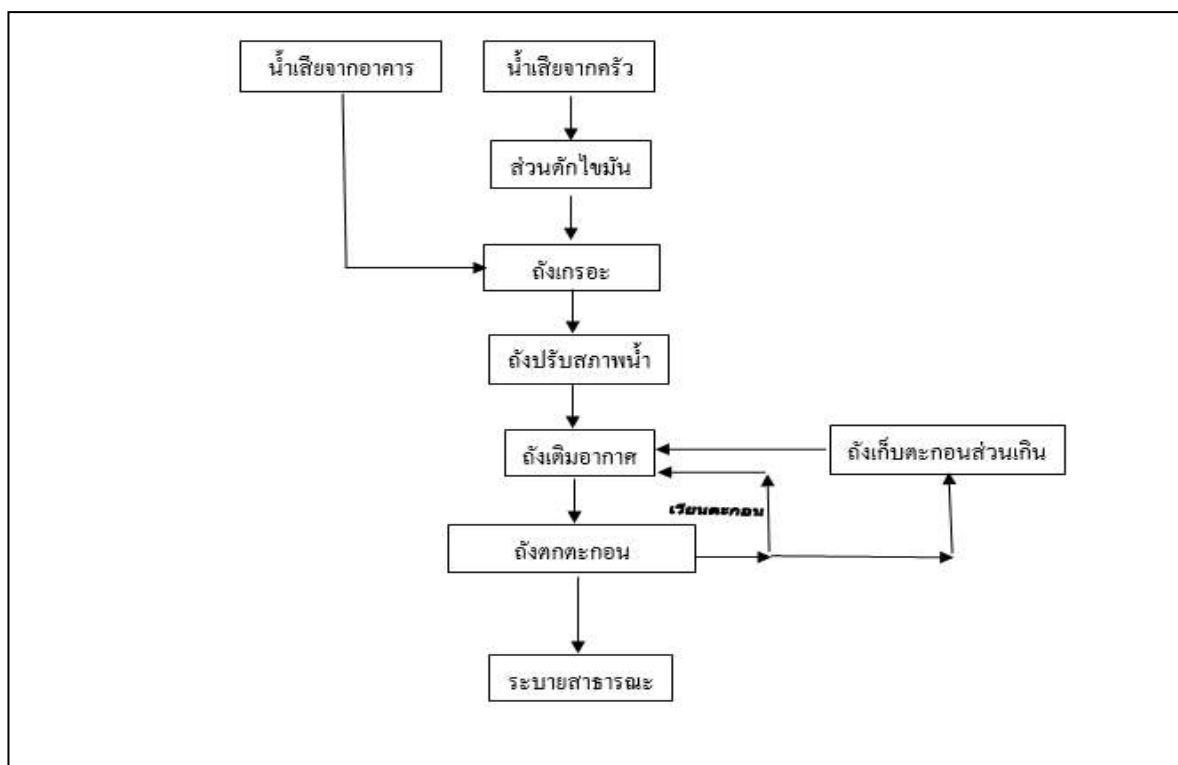 น้ำเสียจากอาคาร
น้ำเสียจากครัว
ส่วนดักไขมัน
ถังเกรอะ
ถังปรับสภาพน้ำ
ถังเติมอากาศ
ถังเก็บตะกอนส่วนเกิน
เวียนตะกอน
ถังตกตะกอน
ระบายสาธารณะ